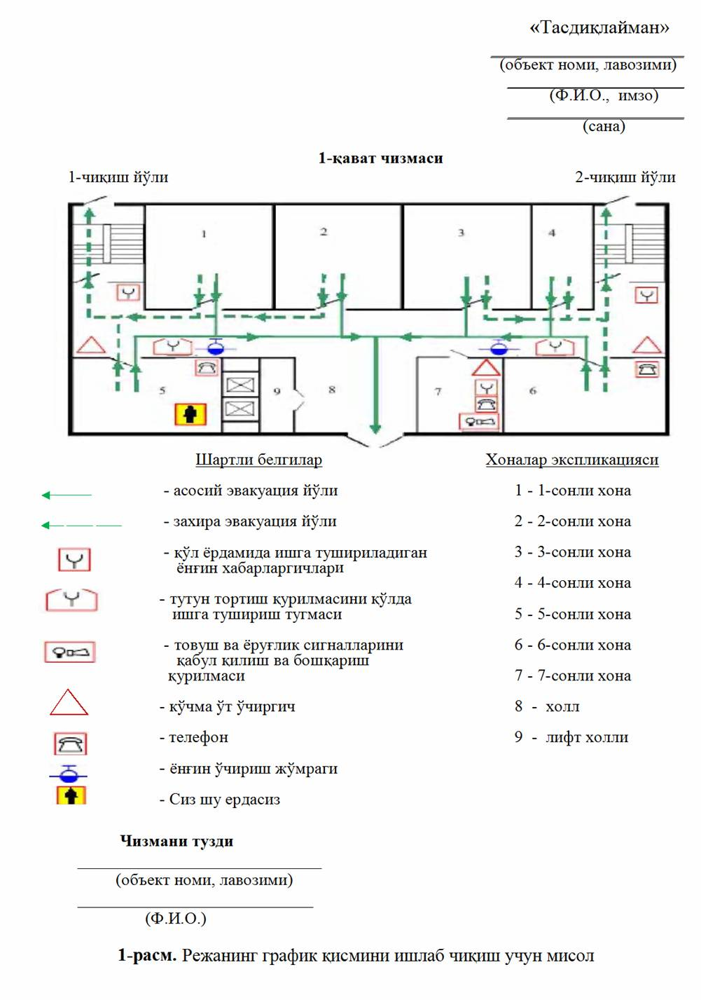 «Тасдиқлайман»
(объект номи, лавозими)
(Ф.И.О., имзо)
(сана)
1-қават чизмаси
1-чиқиш йўли
2-чиқиш йўли
1
2
3
4
5
9
8
7
6
Шартли белгилар
- асосий эвакуация йўли
- захира эвакуация йўли
- қўл ёрдамида ишга тушириладиган
ёнғин хабарларгичлари
- тутун тортиш қурилмасини қўлда
ишга тушириш тугмаси
- товуш ва ёруғлик сигналларини
қабул қилиш ва бошқариш
қурилмаси
- кўчма ўт ўчиргич
- телефон
- ёнғин ўчириш жўмраги
- Сиз шу ердасиз
Хоналар экспликацияси
1 - 1-сонли хона
2 - 2-сонли хона
3 - 3-сонли хона
4 - 4-сонли хона
5 - 5-сонли хона
6 - 6-сонли хона
7 - 7-сонли хона
8 - холл
9 - лифт холли
Чизмани тузди
(объект номи, лавозими)
(Ф.И.О.)
1-расм. Режанинг график қисмини ишлаб чиқиш учун мисол